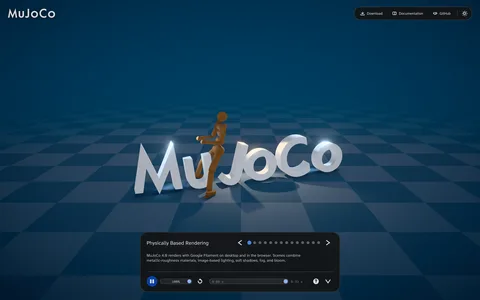 MuJoCo
Download
Documentation
GitHub
MuJoCo
Physically Based Rendering
MuJoCo 4.0 renders with Google Filament on desktop and in the browser. Scenes combine
metallic-roughness materials, image-based lighting, soft shadows, fog, and bloom.